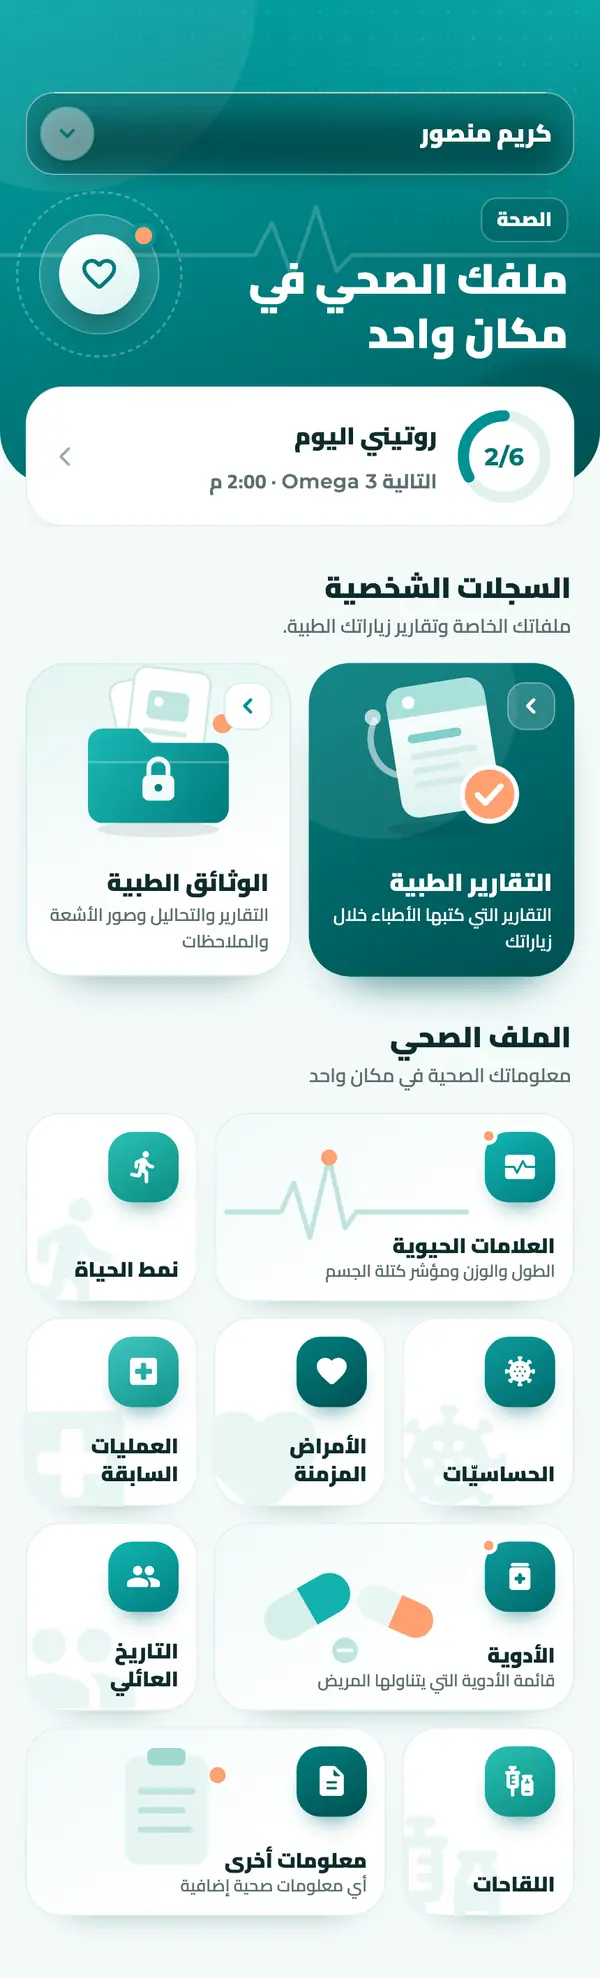 كريم منصور
الصحة
ملفك الصحي في
مكان واحد
2/6
روتيني اليوم
التالية Omega 3 · 2:00 م
السجلات الشخصية
ملفاتك الخاصة وتقارير زياراتك الطبية.
التقارير الطبية
التقارير التي كتبها الأطباء خلال
زياراتك
الوثائق الطبية
التقارير والتحاليل وصور الأشعة
والملاحظات
الملف الصحي
معلوماتك الصحية في مكان واحد
العلامات الحيوية
الطول والوزن ومؤشر كتلة الجسم
نمط الحياة
الحساسيّات
الأمراض
المزمنة
العمليات
السابقة
الأدوية
قائمة الأدوية التي يتناولها المريض
التاريخ
العائلي
اللقاحات
معلومات أخرى
أي معلومات صحية إضافية